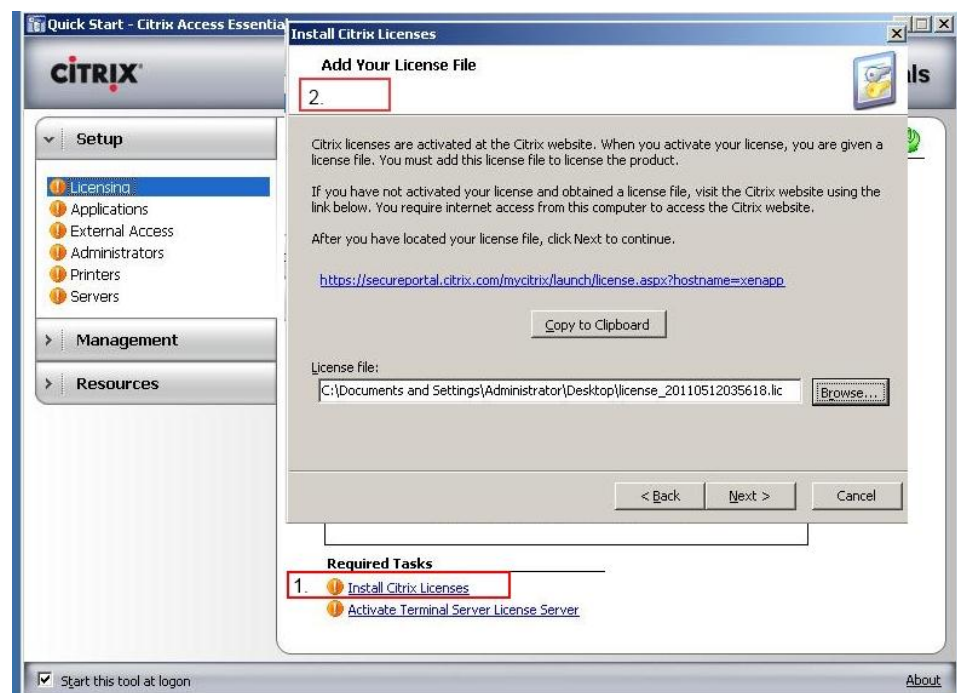 Quick Start - Citrix Access Essentia
Install Citrix Licenses
CITRIX
Add Your License File
ls
2.
Setup
Citrix licenses are activated at the Citrix website. When you activate your license, you are given a
license file. You must add this license file to license the product.
Licensing
If you have not activated your license and obtained a license file, visit the Citrix website using the
Applications
link below. You require internet access from this computer to access the Citrix website.
External Access
After you have located your license file, click Next to continue.
Administrators
Printers
https://secureportal.citrix.com/mycitrix/launch/license.aspx?hostname=xenapp
Servers
Copy to Clipboard
Management
License file:
Resources
C:\Documents and Settings\Administrator\Desktop\license_20110512035618.lic
Browse...
< Back
Next >
Cancel
Required Tasks
1.
Install Citrix Licenses
Activate Terminal Server License Server
Start this tool at logon
About